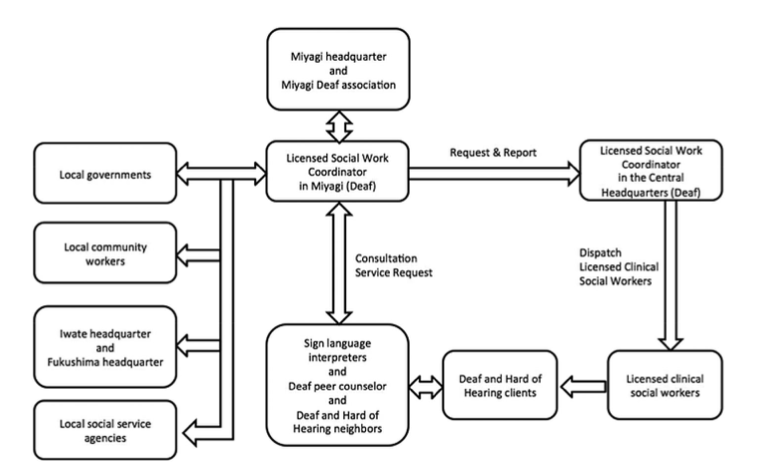 Miyagi headquarter
and
Miyagi Deaf association
Local governments
Licensed Social Work
Coordinator
in Miyagi (Deaf)
Request & Report
Licensed Social Work
Coordinator
in the Central
Headquarters (Deaf)
Local community
workers
Consultation
Service Request
Dispatch
Licensed Clinical
Social Workers
Iwate headquarter
and
Fukushima headquarter
Sign language
interpreters
and
Deaf peer counselor
and
Deaf and Hard of
Hearing neighbors
Deaf and Hard of
Hearing clients
Licensed clinical
social workers
Local social service
agencies